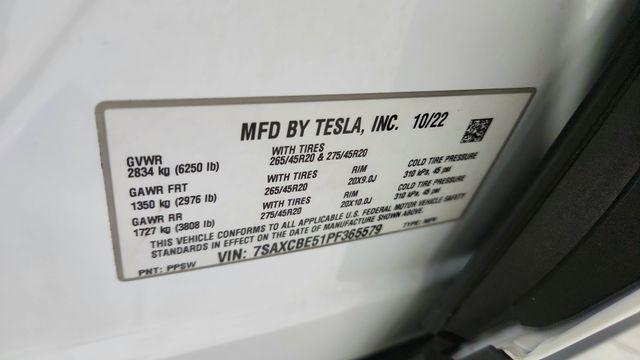 MFD BY TESLA, INC. 10/22
GVWR
2834 kg (6250 lb)
WITH TIRES
265/45R20 & 275/45R20
COLD TIRE PRESSURE
310 kPa, 45 psi
GAWR FRT
1350 kg (2976 lb)
WITH TIRES
265/45R20
RIM
20X9.0J
COLD TIRE PRESSURE
310 kPa, 45 psi
GAWR RR
1727 kg (3808 lb)
WITH TIRES
275/45R20
RIM
20X10.0J
THIS VEHICLE CONFORMS TO ALL APPLICABLE U.S. FEDERAL MOTOR VEHICLE SAFETY
STANDARDS IN EFFECT ON THE DATE OF MANUFACTURE SHOWN ABOVE.
PNT: PPSW
VIN: 7SAXCBE51PF365579
TYPE: MPV